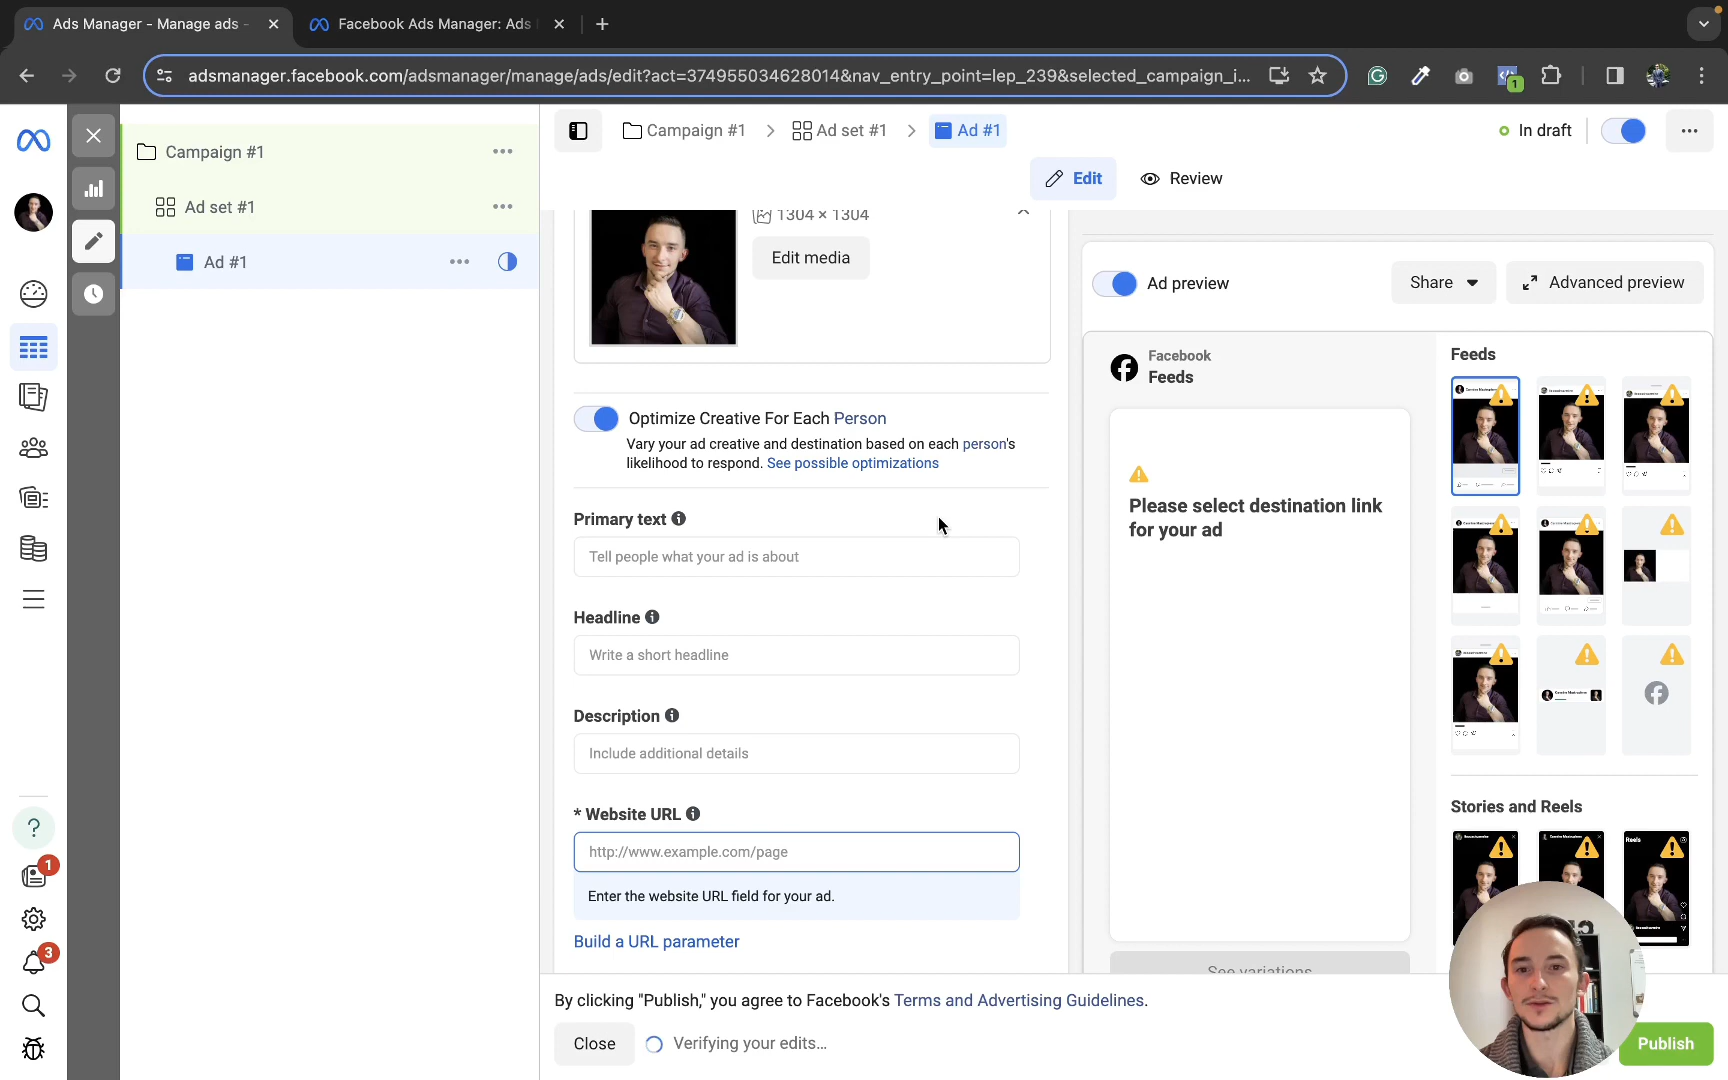 Ads Manager - Manage ads -
Facebook Ads Manager: Ads
adsmanager.facebook.com/adsmanager/manage/ads/edit?act=374955034628014&nav_entry_point=lep_239&selected_campaign_i...
1
Campaign #1
Ad set #1
Ad #1
Campaign #1
Ad set #1
Ad #1
In draft
Edit
Review
1304 × 1304
Edit media
Optimize Creative For Each Person
Vary your ad creative and destination based on each person's
likelihood to respond. See possible optimizations
Primary text
Tell people what your ad is about
Headline
Write a short headline
Description
Include additional details
* Website URL
http://www.example.com/page
Enter the website URL field for your ad.
Build a URL parameter
Ad preview
Share
Advanced preview
Facebook
Feeds
Please select destination link
for your ad
See variations
Feeds
Stories and Reels
Reels
1
3
By clicking "Publish," you agree to Facebook's Terms and Advertising Guidelines.
Close
Verifying your edits...
Publish